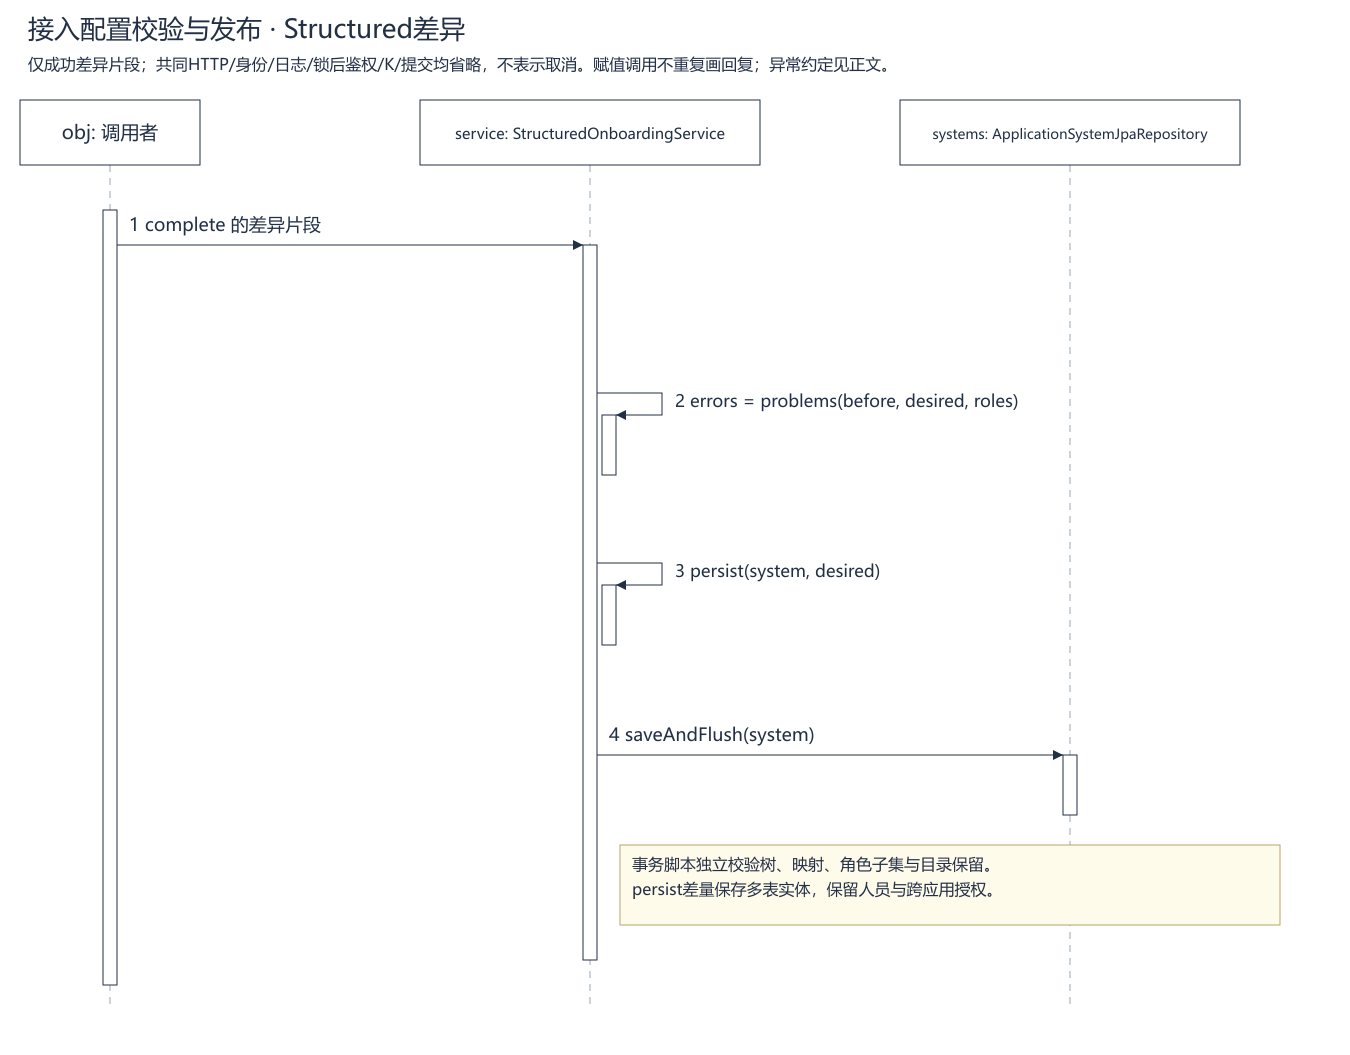 接入配置校验与发布 · Structured差异
仅成功差异片段；共同HTTP/身份/日志/锁后鉴权/K/提交均省略，不表示取消。赋值调用不重复画回复；异常约定见正文。
obj: 调用者
service: StructuredOnboardingService
systems: ApplicationSystemJpaRepository
1 complete 的差异片段
2 errors = problems(before, desired, roles)
3 persist(system, desired)
4 saveAndFlush(system)
事务脚本独立校验树、映射、角色子集与目录保留。
persist差量保存多表实体，保留人员与跨应用授权。